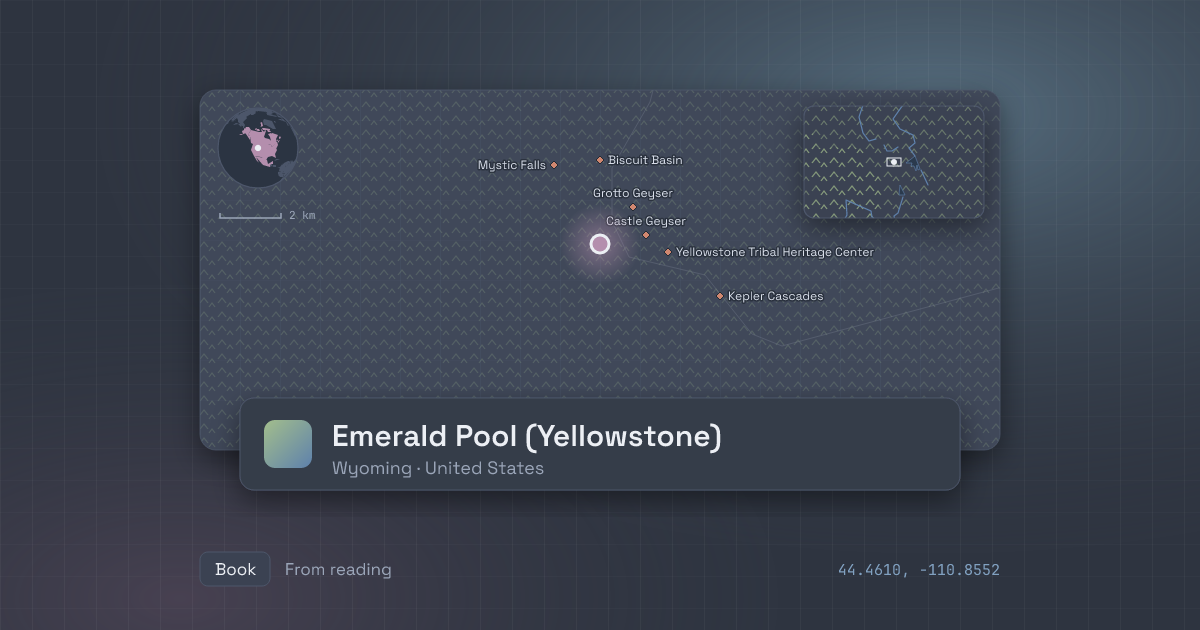 Mystic Falls
Biscuit Basin
Grotto Geyser
2 km
Castle Geyser
Yellowstone Tribal Heritage Center
Kepler Cascades
Emerald Pool (Yellowstone)
Wyoming · United States
Book
From reading
44.4610, -110.8552